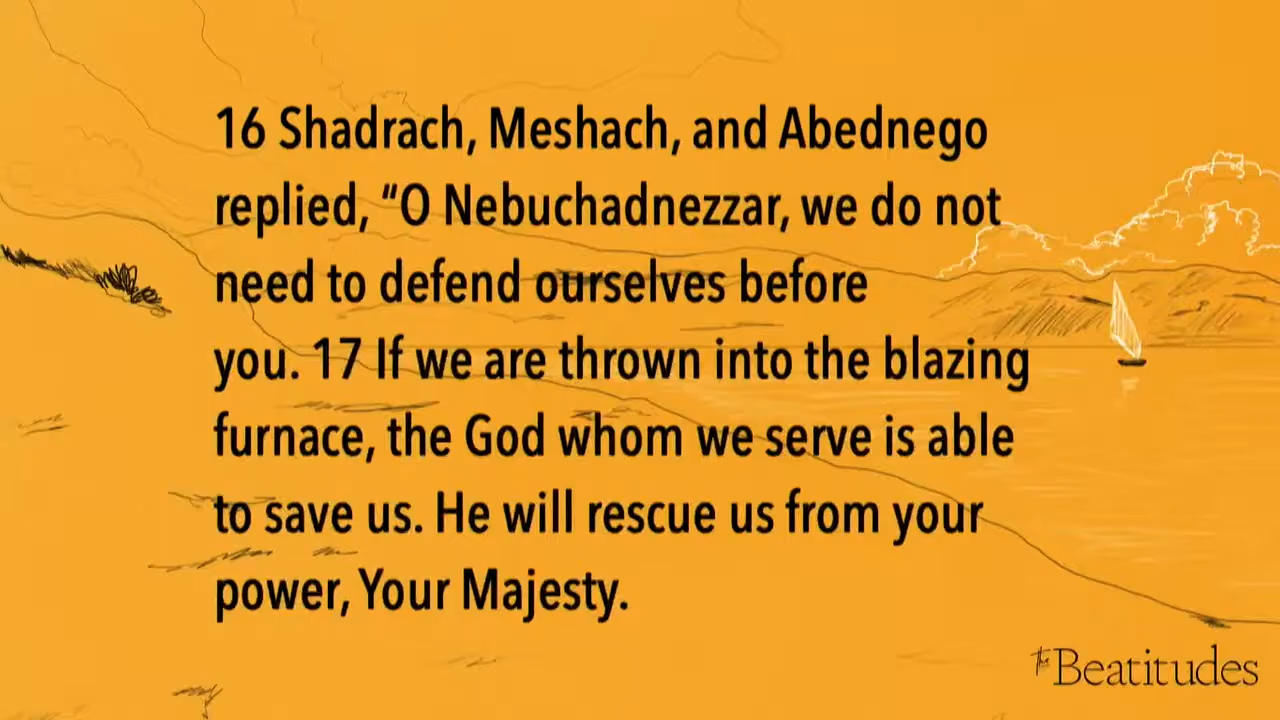 16 Shadrach, Meshach, and Abednego
replied, “O Nebuchadnezzar, we do not
need to defend ourselves before
you. 17 If we are thrown into the blazing
furnace, the God whom we serve is able
to save us. He will rescue us from your
power, Your Majesty.
the Beatitudes